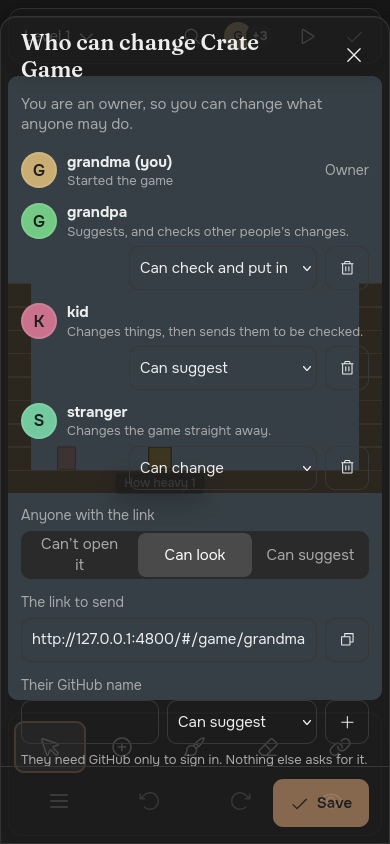 Who can change Crate
Game
+3
You are an owner, so you can change what
anyone may do.
G
grandma (you)
Started the game
Owner
G
grandpa
Suggests, and checks other people's changes.
Can check and put in
K
kid
Changes things, then sends them to be checked.
Can suggest
S
stranger
Changes the game straight away.
Can change
How heavy 1
Anyone with the link
Can't open
it
Can look
Can suggest
The link to send
http://127.0.0.1:4800/#/game/grandma
Their GitHub name
Can suggest
They need GitHub only to sign in. Nothing else asks for it.
Save